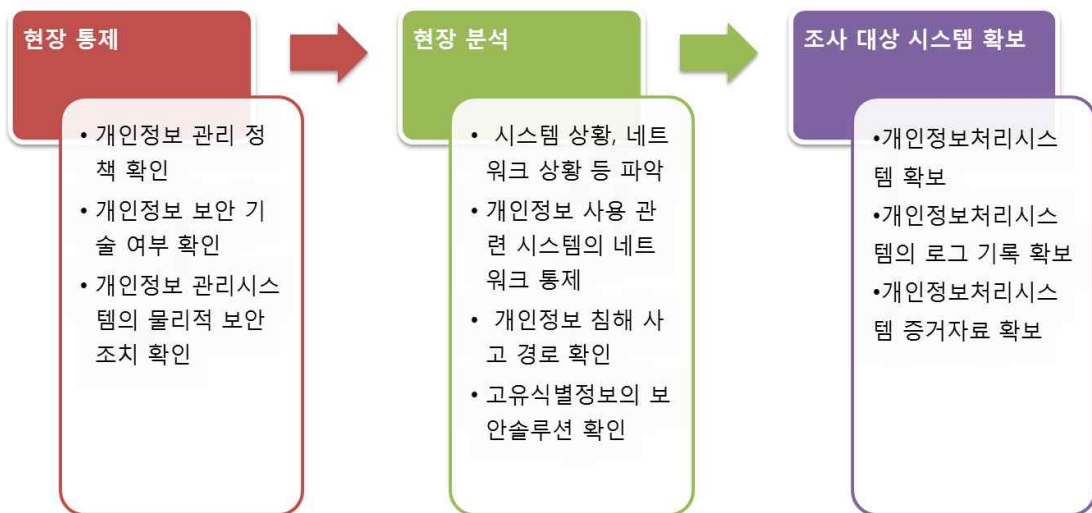 현장 통제
• 개인정보 관리 정
책 확인
• 개인정보 보안 기
술 여부 확인
• 개인정보 관리시스
템의 물리적 보안
조치 확인
현장 분석
• 시스템 상황, 네트
워크 상황 등 파악
• 개인정보 사용 관
련 시스템의 네트
워크 통제
• 개인정보 침해 사
고 경로 확인
• 고유식별정보의 보
안솔루션 확인
조사 대상 시스템 확보
•개인정보처리시스
템 확보
•개인정보처리시스
템의 로그 기록 확보
•개인정보처리시스
템 증거자료 확보